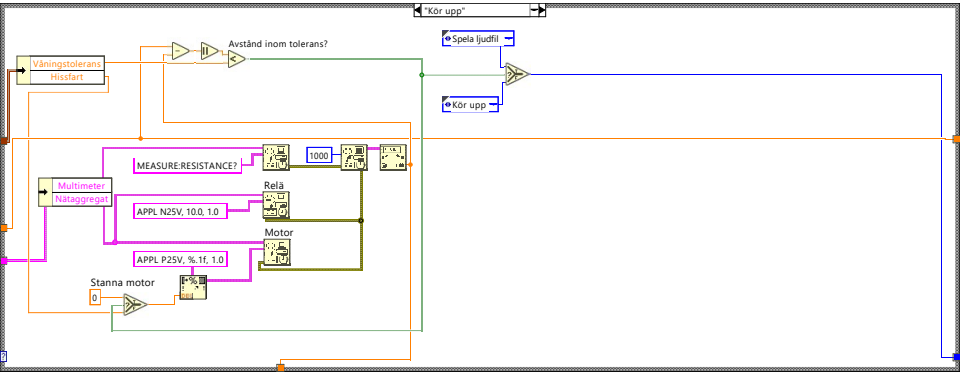 "Kör upp"
Avstånd inom tolerans?
Spela ljudfil
Våningstolerans
Hissfart
Kör upp
MEASURE:RESISTANCE?
1000
Multimeter
Nätaggregat
Relä
APPL N25V, 10.0, 1.0
Motor
APPL P25V, %.1f, 1.0
Stanna motor
0